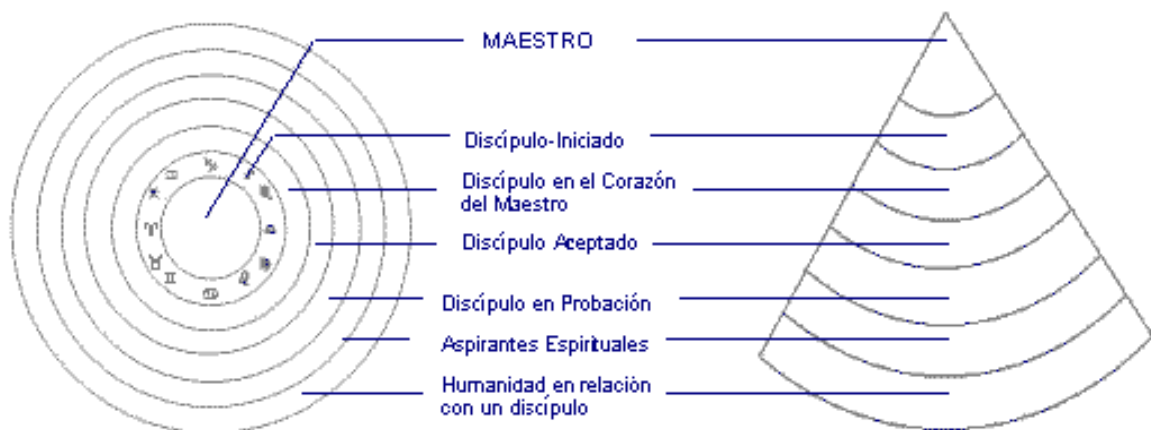 MAESTRO
Discípulo-Iniciado
Discípulo en el Corazón
del Maestro
Discípulo Aceptado
Discípulo en Probación
Aspirantes Espirituales
Humanidad en relación
con un discípulo